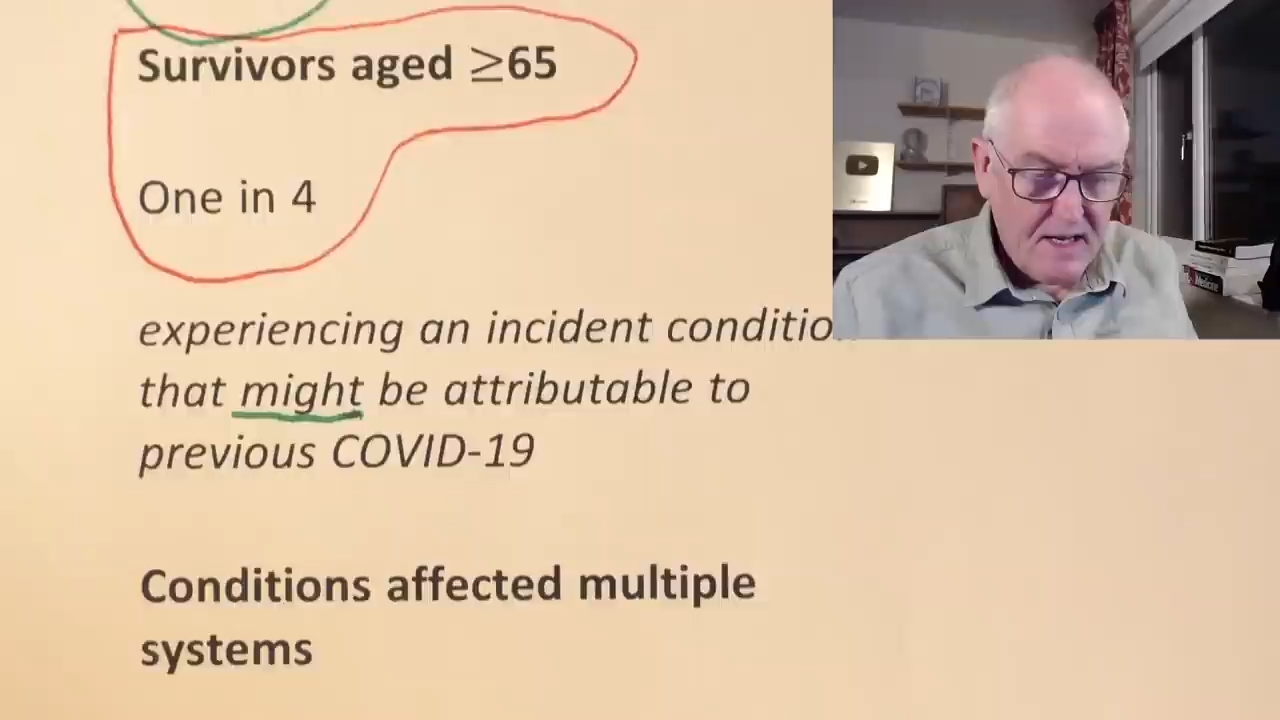 Survivors aged ≥65
One in 4
experiencing an incident conditio
that might be attributable to
previous COVID-19
Conditions affected multiple
systems
Medicine